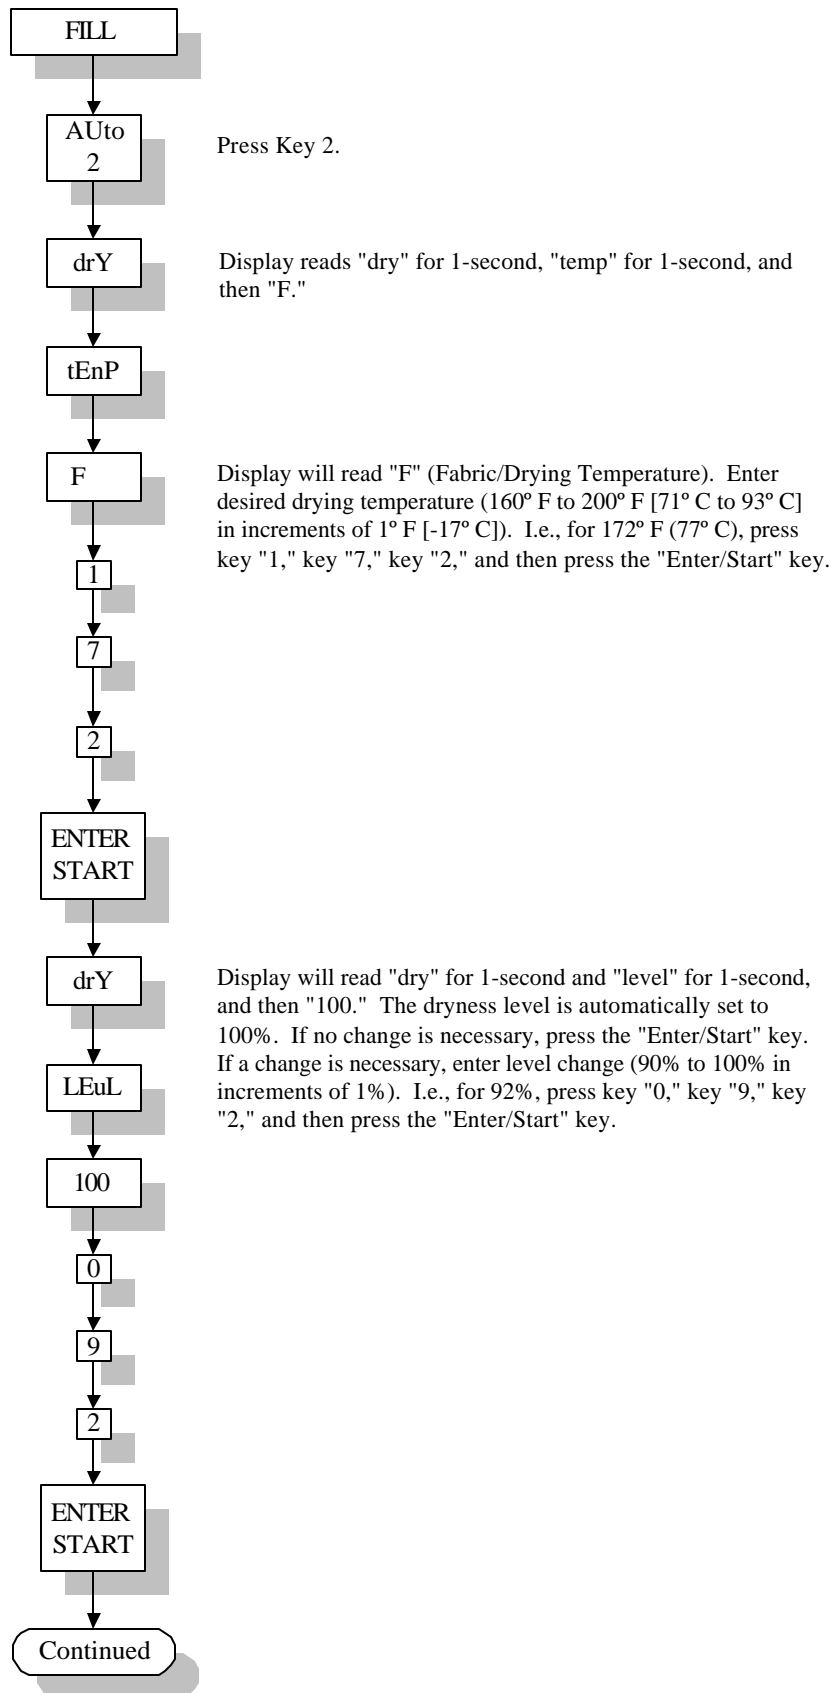 FILL
AUto
2
Press Key 2.
drY
Display reads "dry" for 1-second, "temp" for 1-second, and
then "F."
tEnP
F
Display will read "F" (Fabric/Drying Temperature).  Enter
desired drying temperature (160º F to 200º F [71º C to 93º C]
in increments of 1º F [-17º C]).  I.e., for 172º F (77º C), press
key "1," key "7," key "2," and then press the "Enter/Start" key.
1
7
2
ENTER
START
drY
Display will read "dry" for 1-second and "level" for 1-second,
and then "100."  The dryness level is automatically set to
100%.  If no change is necessary, press the "Enter/Start" key.
If a change is necessary, enter level change (90% to 100% in
increments of 1%).  I.e., for 92%, press key "0," key "9," key
"2," and then press the "Enter/Start" key.
LEuL
100
0
9
2
ENTER
START
Continued